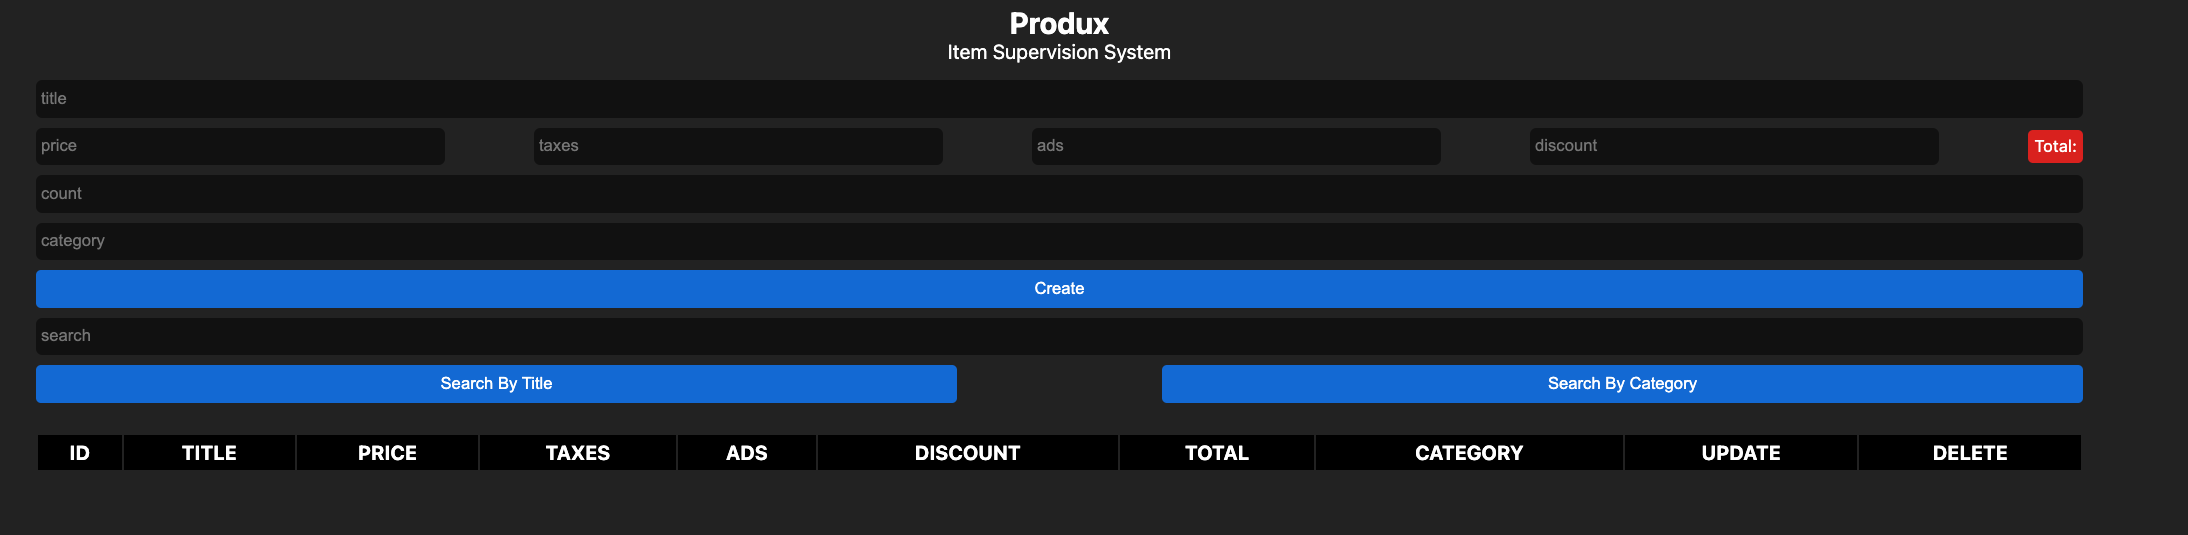 Produx
Item Supervision System
title
price taxes ads discount Total:
count
category
Create
search
Search By Title Search By Category
ID TITLE PRICE TAXES ADS DISCOUNT TOTAL CATEGORY UPDATE DELETE